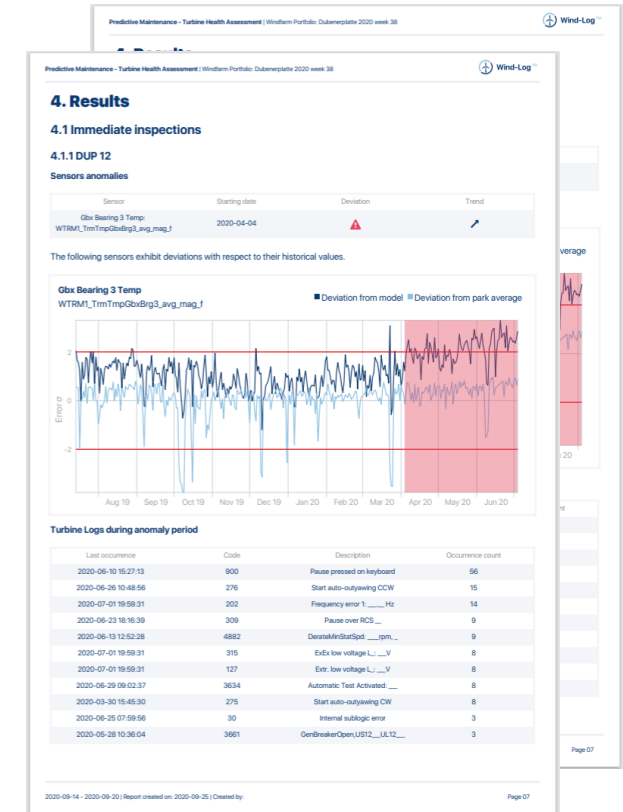 Predictive Maintenance - Turbine Health Assessment | Windfarm Portfolio: Dubenerplatte 2020 week 38
Wind-Log™
Predictive Maintenance - Turbine Health Assessment | Windfarm Portfolio: Dubenerplatte 2020 week 38
Wind-Log™
4. Results
4.1 Immediate inspections
4.1.1 DUP 12
Sensors anomalies
Sensor Starting date Deviation Trend
Gbx Bearing 3 Temp:
WTRM1_TrmTmpGbxBrg3_avg_mag_f 2020-04-04
The following sensors exhibit deviations with respect to their historical values.
Gbx Bearing 3 Temp
WTRM1_TrmTmpGbxBrg3_avg_mag_f
Deviation from model Deviation from park average
2
0
-2
Error σ
Aug 19 Sep 19 Oct 19 Nov 19 Dec 19 Jan 20 Feb 20 Mar 20 Apr 20 May 20 Jun 20
Turbine Logs during anomaly period
Last occurrence Code Description Occurrence count
2020-06-10 15:27:13 900 Pause pressed on keyboard 56
2020-06-26 10:48:56 276 Start auto-outyawing CCW 15
2020-07-01 19:59:31 202 Frequency error 1: __.__ Hz 14
2020-06-23 18:16:39 309 Pause over RCS __ 9
2020-06-13 12:52:28 4882 DerateMinStatSpd: ___rpm, _ 9
2020-07-01 19:59:31 315 ExEx low voltage L_: __V 8
2020-07-01 19:59:31 127 Extr. low voltage L_: __V 8
2020-06-29 09:02:37 3634 Automatic Test Activated: __ 8
2020-03-30 15:45:30 275 Start auto-outyawing CW 8
2020-06-25 07:59:56 30 Internal sublogic error 3
2020-05-28 10:36:04 3661 GenBreakerOpen,US12__UL12__ 3
2020-09-14 - 2020-09-20 | Report created on: 2020-09-25 | Created by:
Page 07
verage
20
nt
Page 07